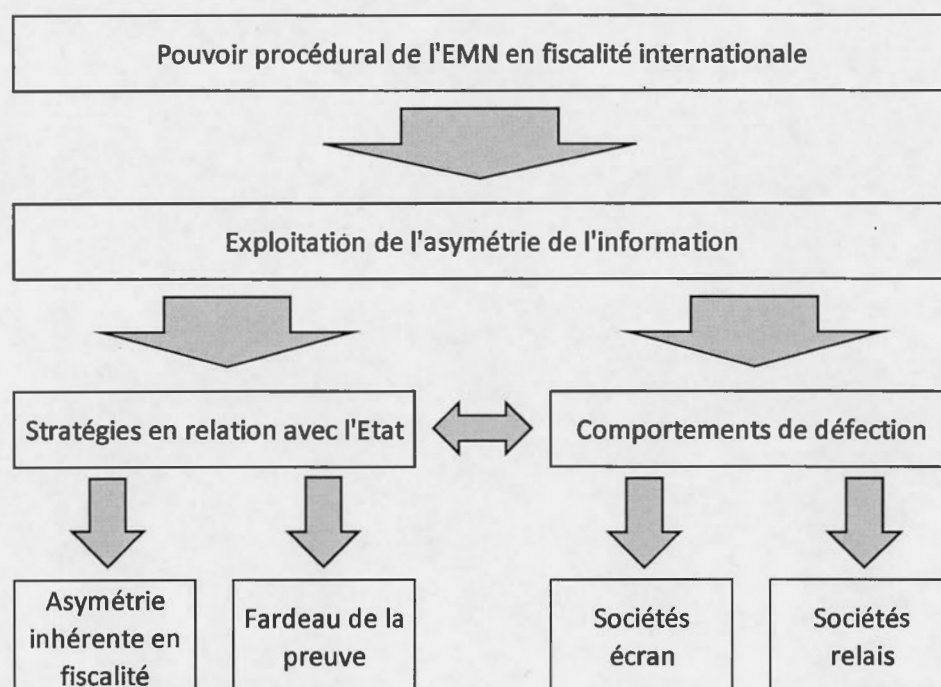 Pouvoir procédural de l'EMN en fiscalité internationale
Exploitation de l'asymétrie de l'information
Stratégies en relation avec l'Etat
Comportements de défection
Asymétrie
inhérente en
fiscalité
Fardeau de la
preuve
Sociétés
écran
Sociétés
relais